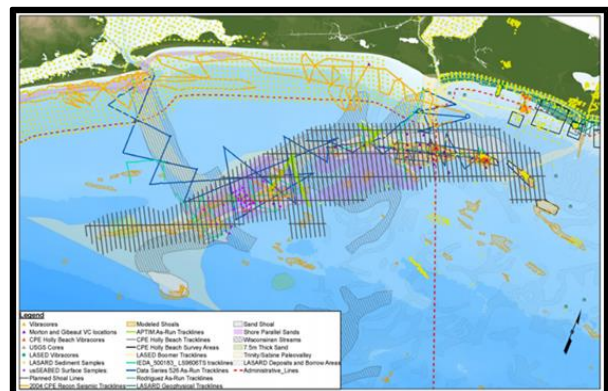 Legend
Vibracores
Morton and Gibeaut VC locations
CPE Holly Beach Vibracores
USGS Cores
LASED Vibracores
LASARD Sediment Samples
usSEABED Surface Samples
Planned Shoal Lines
2004 CPE Recon Seismic Tracklines
Modeled Shoals
APTIM As-Run Tracklines
CPE Holly Beach Tracklines
CPE Holly Beach Survey Areas
LASED Boomer Tracklines
IEDA_S00183_LS9606TS tracklines
Data Series 526 As-Run Tracklines
Rodriguez As-Run Tracklines
LASARD Geophysical Tracklines
Sand Shoal
Shore Parallel Sands
Wisconsinen Streams
7.5m Thick Sand
Trinity/Sabine Paleovalley
LASARD Deposits and Borrow Areas
Administrative_Lines